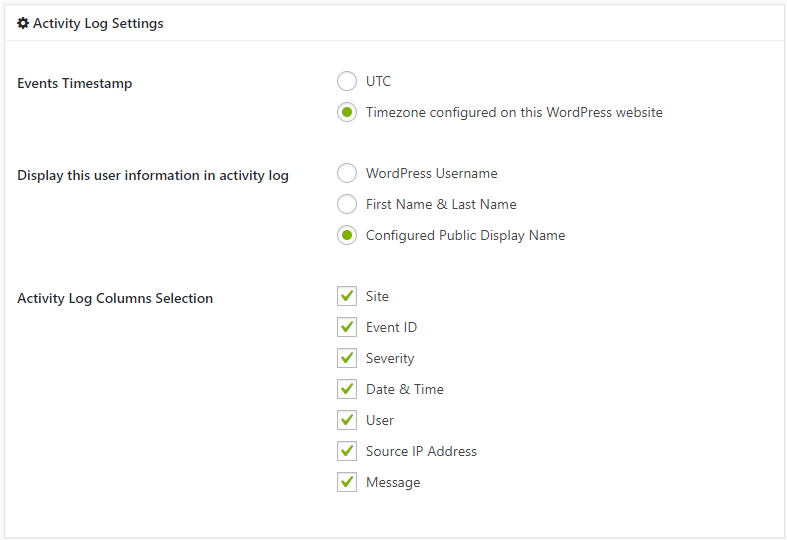 Activity Log Settings
Events Timestamp
UTC
Timezone configured on this WordPress website
Display this user information in activity log
WordPress Username
First Name & Last Name
Configured Public Display Name
Activity Log Columns Selection
Site
Event ID
Severity
Date & Time
User
Source IP Address
Message